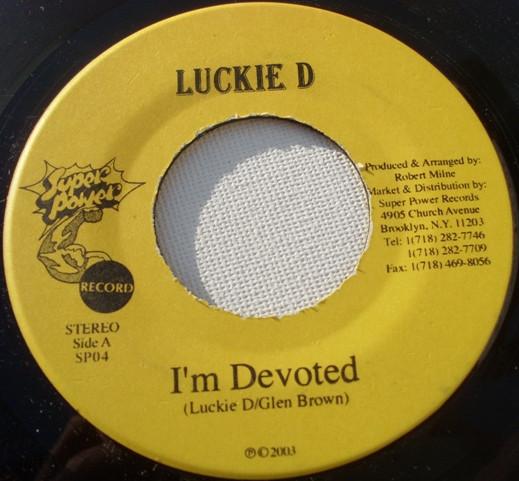 LUCKIE D
Super
Power
RECORD
STEREO
Side A
SP04
Produced & Arranged by:
Robert Milne
Market & Distribution by:
Super Power Records
4905 Church Avenue
Brooklyn, N.Y. 11203
Tel: 1(718) 282-7746
1(718) 282-7709
Fax: 1(718) 469-8056
I'm Devoted
(Luckie D/Glen Brown)
℗©2003